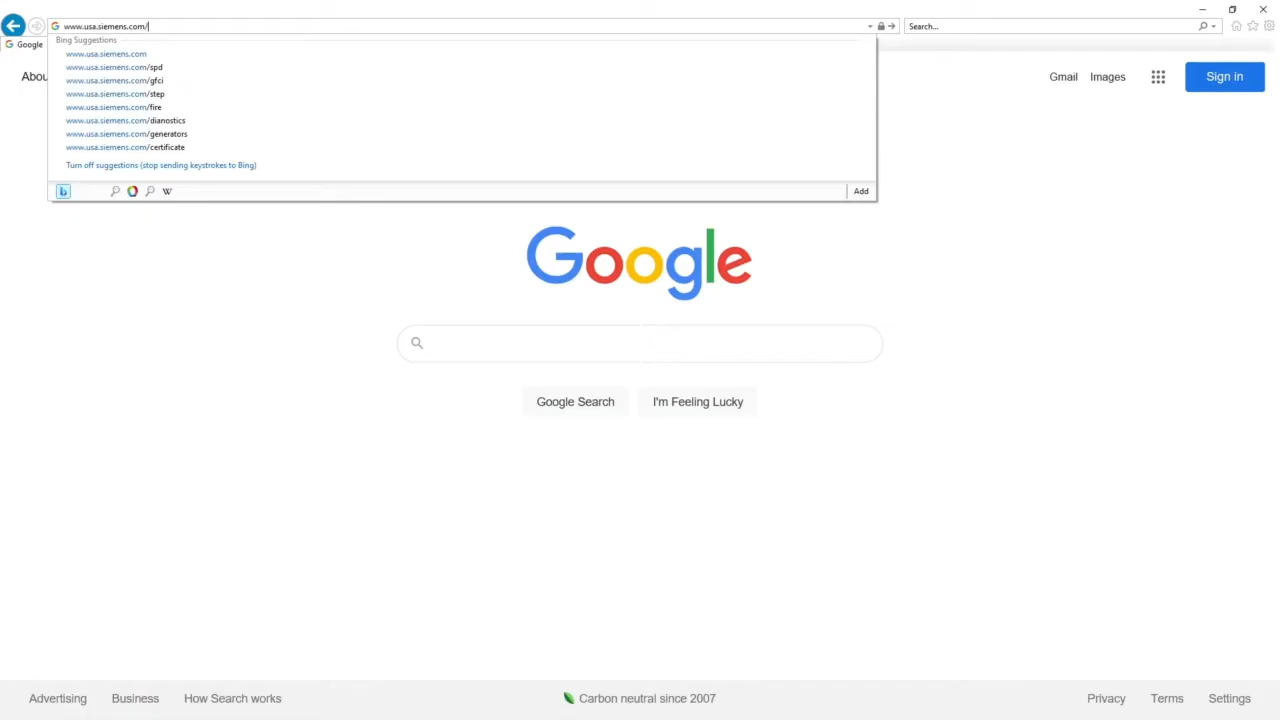 www.usa.siemens.com/
Search...
Google
Bing Suggestions
www.usa.siemens.com
www.usa.siemens.com/spd
www.usa.siemens.com/gfci
www.usa.siemens.com/step
www.usa.siemens.com/fire
www.usa.siemens.com/dianostics
www.usa.siemens.com/generators
www.usa.siemens.com/certificate
Turn off suggestions (stop sending keystrokes to Bing)
W
Add
Abou
Gmail Images Sign in
Google
Google Search I'm Feeling Lucky
Advertising Business How Search works Carbon neutral since 2007 Privacy Terms Settings